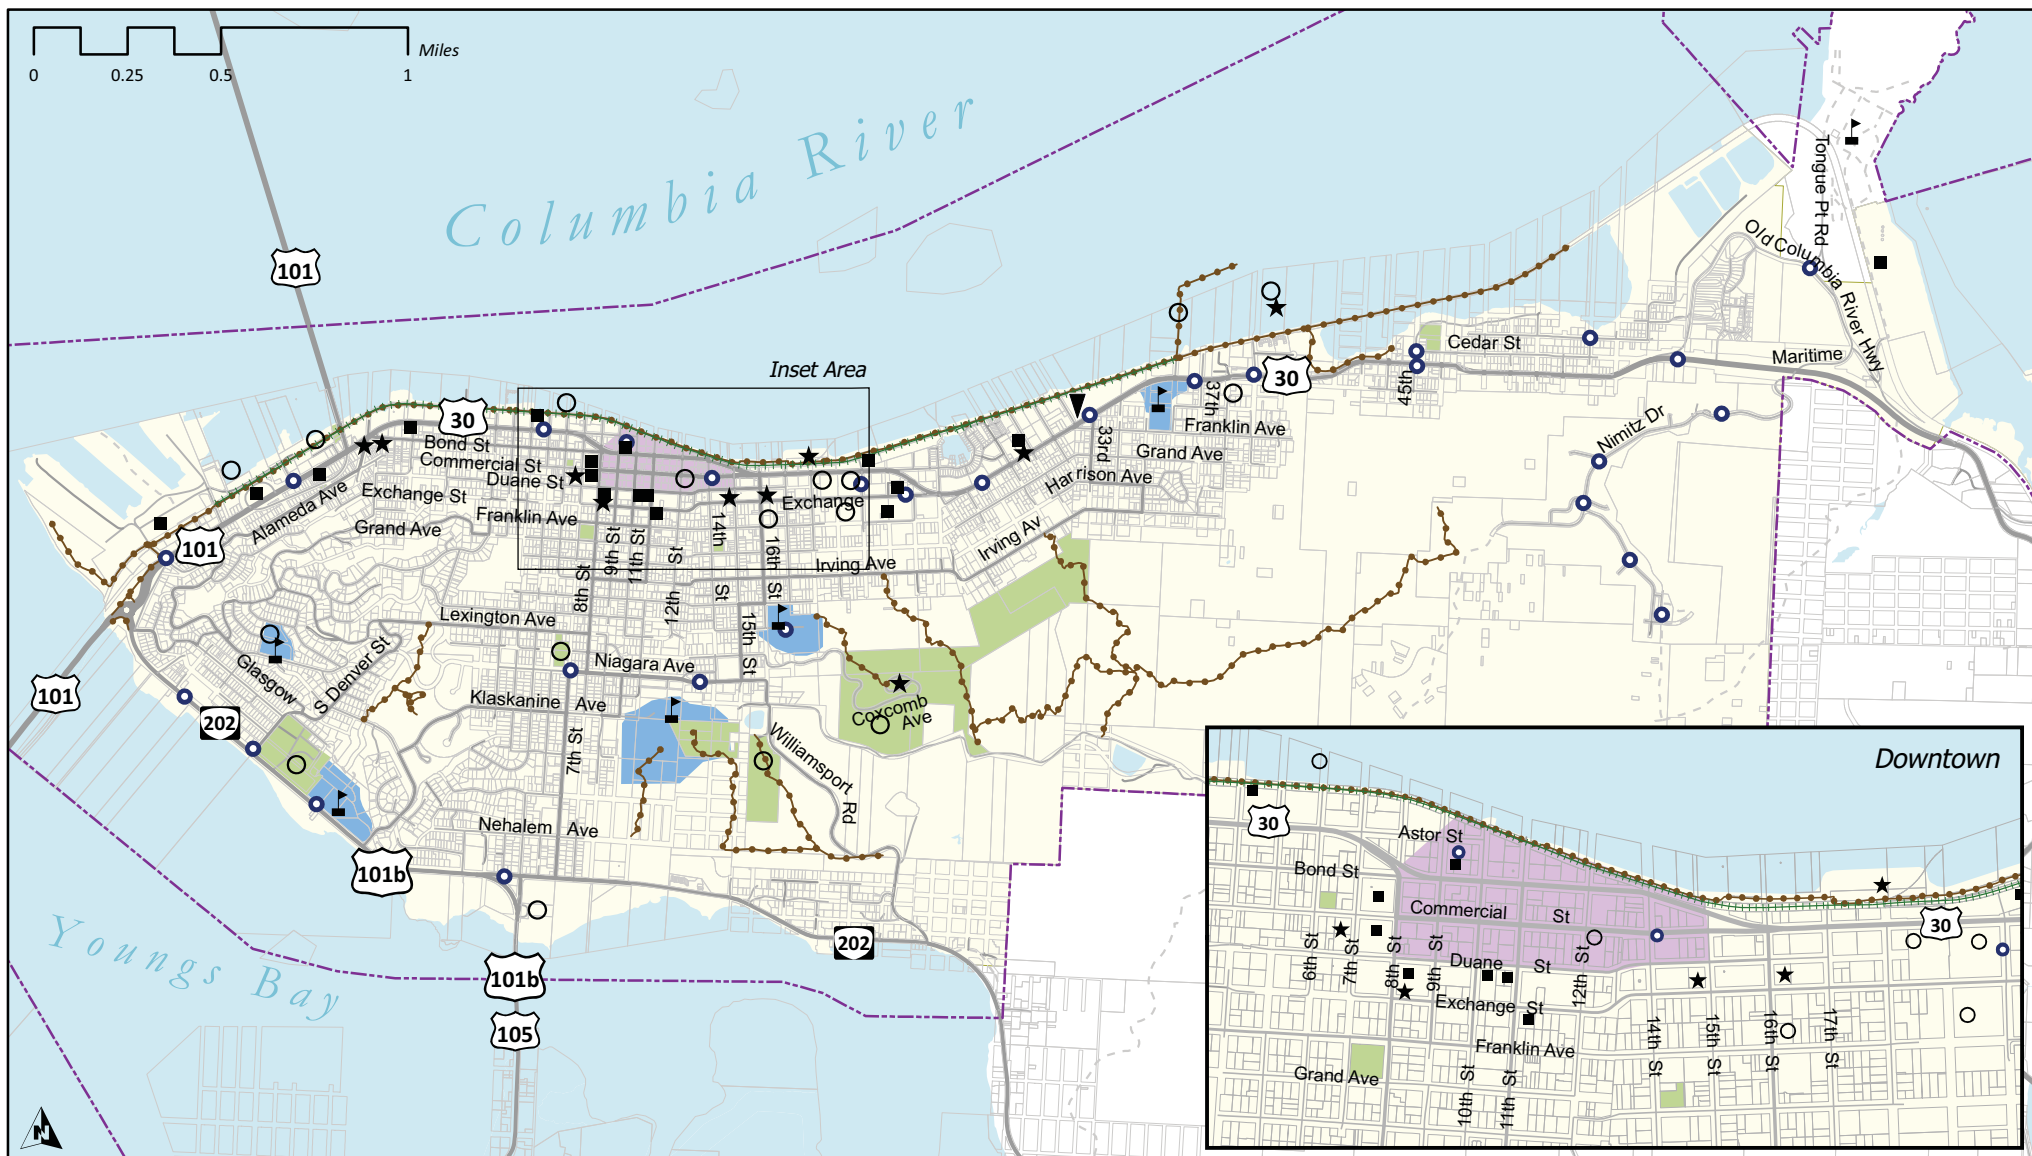 Miles
0 0.25 0.5 1
Columbia River
101
Inset Area
30
Bond St
Commercial St
Duane St
Exchange St
Franklin Ave
Grand Ave
Alameda Ave
101
9th St
11th St
8th St
12th St
14th St
16th St
15th St
Exchange
Irving Ave
Irving Av
Harrison Ave
33rd
37th
30
Franklin Ave
Grand Ave
45th
Cedar St
Maritime
Nimitz Dr
Old Columbia River Hwy
Tongue Pt Rd
Lexington Ave
Niagara Ave
Klaskanine Ave
7th St
Nehalem Ave
Glasgow
S Denver St
Coxcomb Ave
Williamsport Rd
101
202
101b
202
101b
105
Youngs Bay
N
Downtown
30
Astor St
Bond St
Commercial St
30
6th St
7th St
8th St
9th St
Duane St
12th St
Exchange St
Franklin Ave
Grand Ave
10th St
11th St
14th St
15th St
16th St
17th St